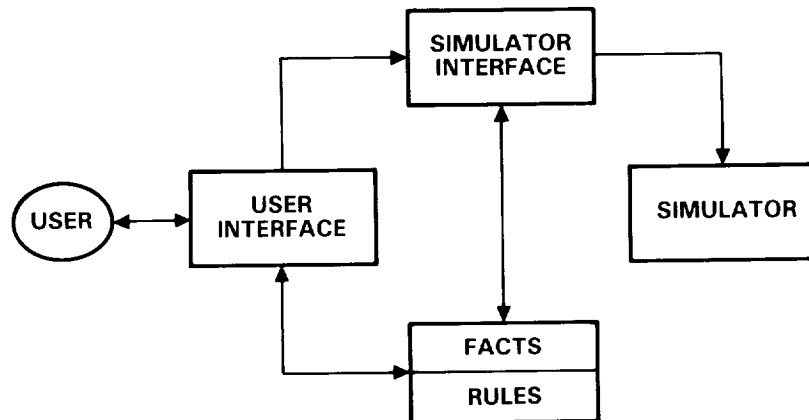 SIMULATOR
INTERFACE
USER
USER
INTERFACE
SIMULATOR
FACTS
RULES